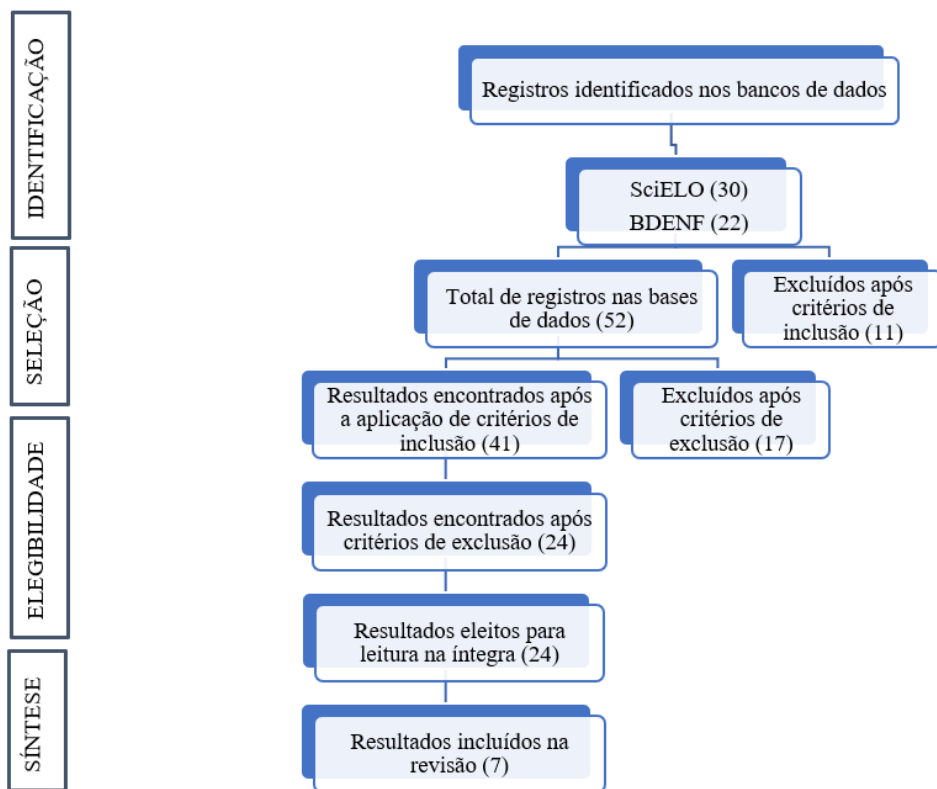 IDENTIFICAÇÃO
Registros identificados nos bancos de dados
SciELO (30)
BDENF (22)
SELEÇÃO
Total de registros nas bases
de dados (52)
Excluídos após
critérios de
inclusão (11)
Resultados encontrados após
a aplicação de critérios de
inclusão (41)
Excluídos após
critérios de
exclusão (17)
ELEGIBILIDADE
Resultados encontrados após
critérios de exclusão (24)
Resultados eleitos para
leitura na íntegra (24)
SÍNTESE
Resultados incluídos na
revisão (7)